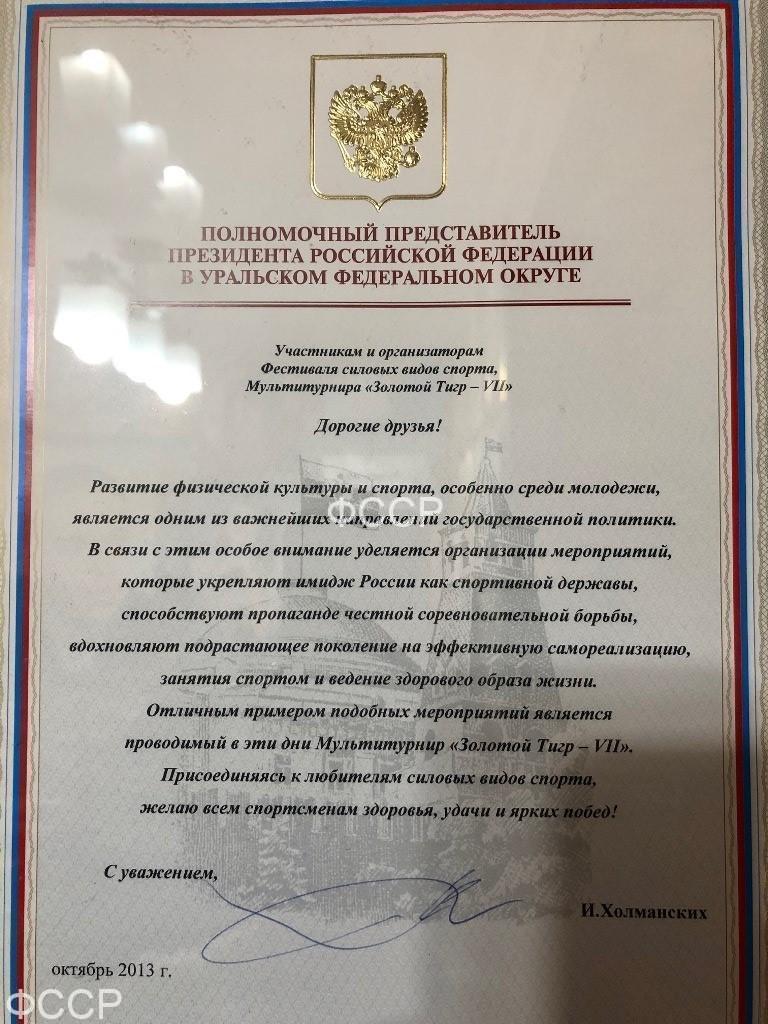 ПОЛНОМОЧНЫЙ ПРЕДСТАВИТЕЛЬ
ПРЕЗИДЕНТА РОССИЙСКОЙ ФЕДЕРАЦИИ
В УРАЛЬСКОМ ФЕДЕРАЛЬНОМ ОКРУГЕ
Участникам и организаторам
Фестиваля силовых видов спорта,
Мультитурнира «Золотой Тигр – VII»
Дорогие друзья!
Развитие физической культуры и спорта, особенно среди молодежи,
ФССР
является одним из важнейших направлений государственной политики.
В связи с этим особое внимание уделяется организации мероприятий,
которые укрепляют имидж России как спортивной державы,
способствуют пропаганде честной соревновательной борьбы,
вдохновляют подрастающее поколение на эффективную самореализацию,
занятия спортом и ведение здорового образа жизни.
Отличным примером подобных мероприятий является
проводимый в эти дни Мультитурнир «Золотой Тигр – VII».
Присоединяясь к любителям силовых видов спорта,
желаю всем спортсменам здоровья, удачи и ярких побед!
С уважением,
И.Холманских
октябрь 2013 г.
ФССР